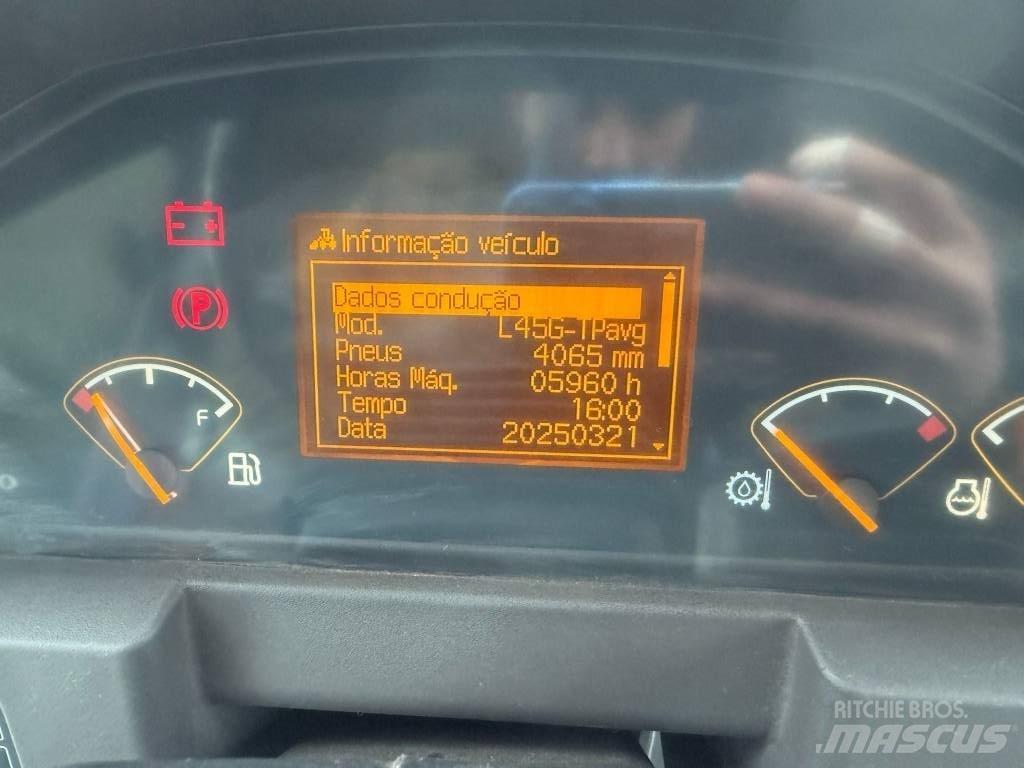 Informação veículo
Dados condução
Mod. L45G-TPavg
Pneus 4065 mm
Horas Máq. 05960 h
Tempo 16:00
Data 20250321
P
F
RITCHIE BROS.
MASCUS